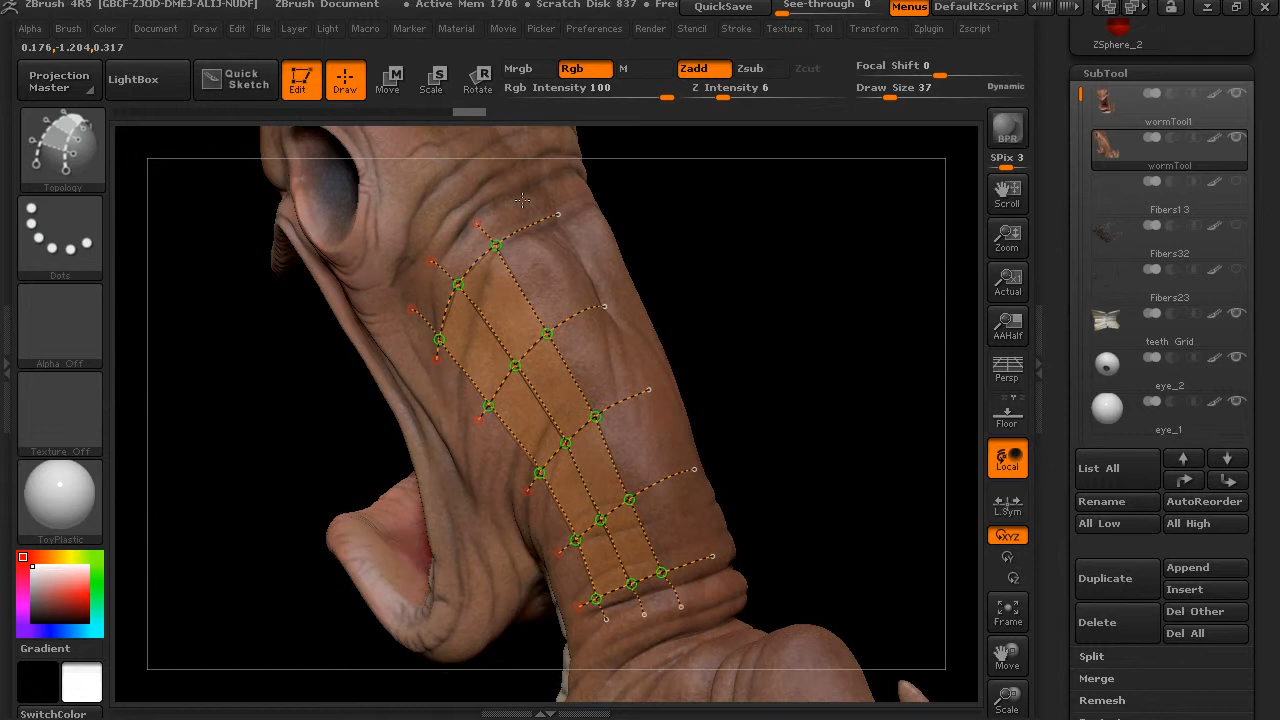 ZBrush 4R5 [GBCF-ZJOD-DMEJ-ALIJ-NUDF] ZBrush Document • Active Mem 1706 • Scratch Disk 837 • QuickSave See-through 0 Menus DefaultZScript
Alpha Brush Color Document Draw Edit File Layer Light Macro Marker Material Movie Picker Preferences Render Stencil Stroke Texture Tool Transform Zplugin Zscript
0.176,-1.204,0.317
Projection Master
LightBox
Quick Sketch
Edit
Draw
Move
Scale
Rotate
Mrgb Rgb M Zadd Zsub Zcut
Rgb Intensity 100 Z Intensity 6
Focal Shift 0
Draw Size 37 Dynamic
Topology
Dots
Alpha Off
Texture Off
ToyPlastic
Gradient
SwitchColor
BPR
SPix 3
Scroll
Zoom
Actual
AAHalf
Persp
Floor
Local
L.Sym
XYZ
Frame
Move
Scale
ZSphere_2
SubTool
wormTool1
wormTool
Fibers13
Fibers32
Fibers23
teeth_Grid
eye_2
eye_1
List All
Rename AutoReorder
All Low All High
Duplicate Append
Insert
Delete Del Other
Del All
Split
Merge
Remesh